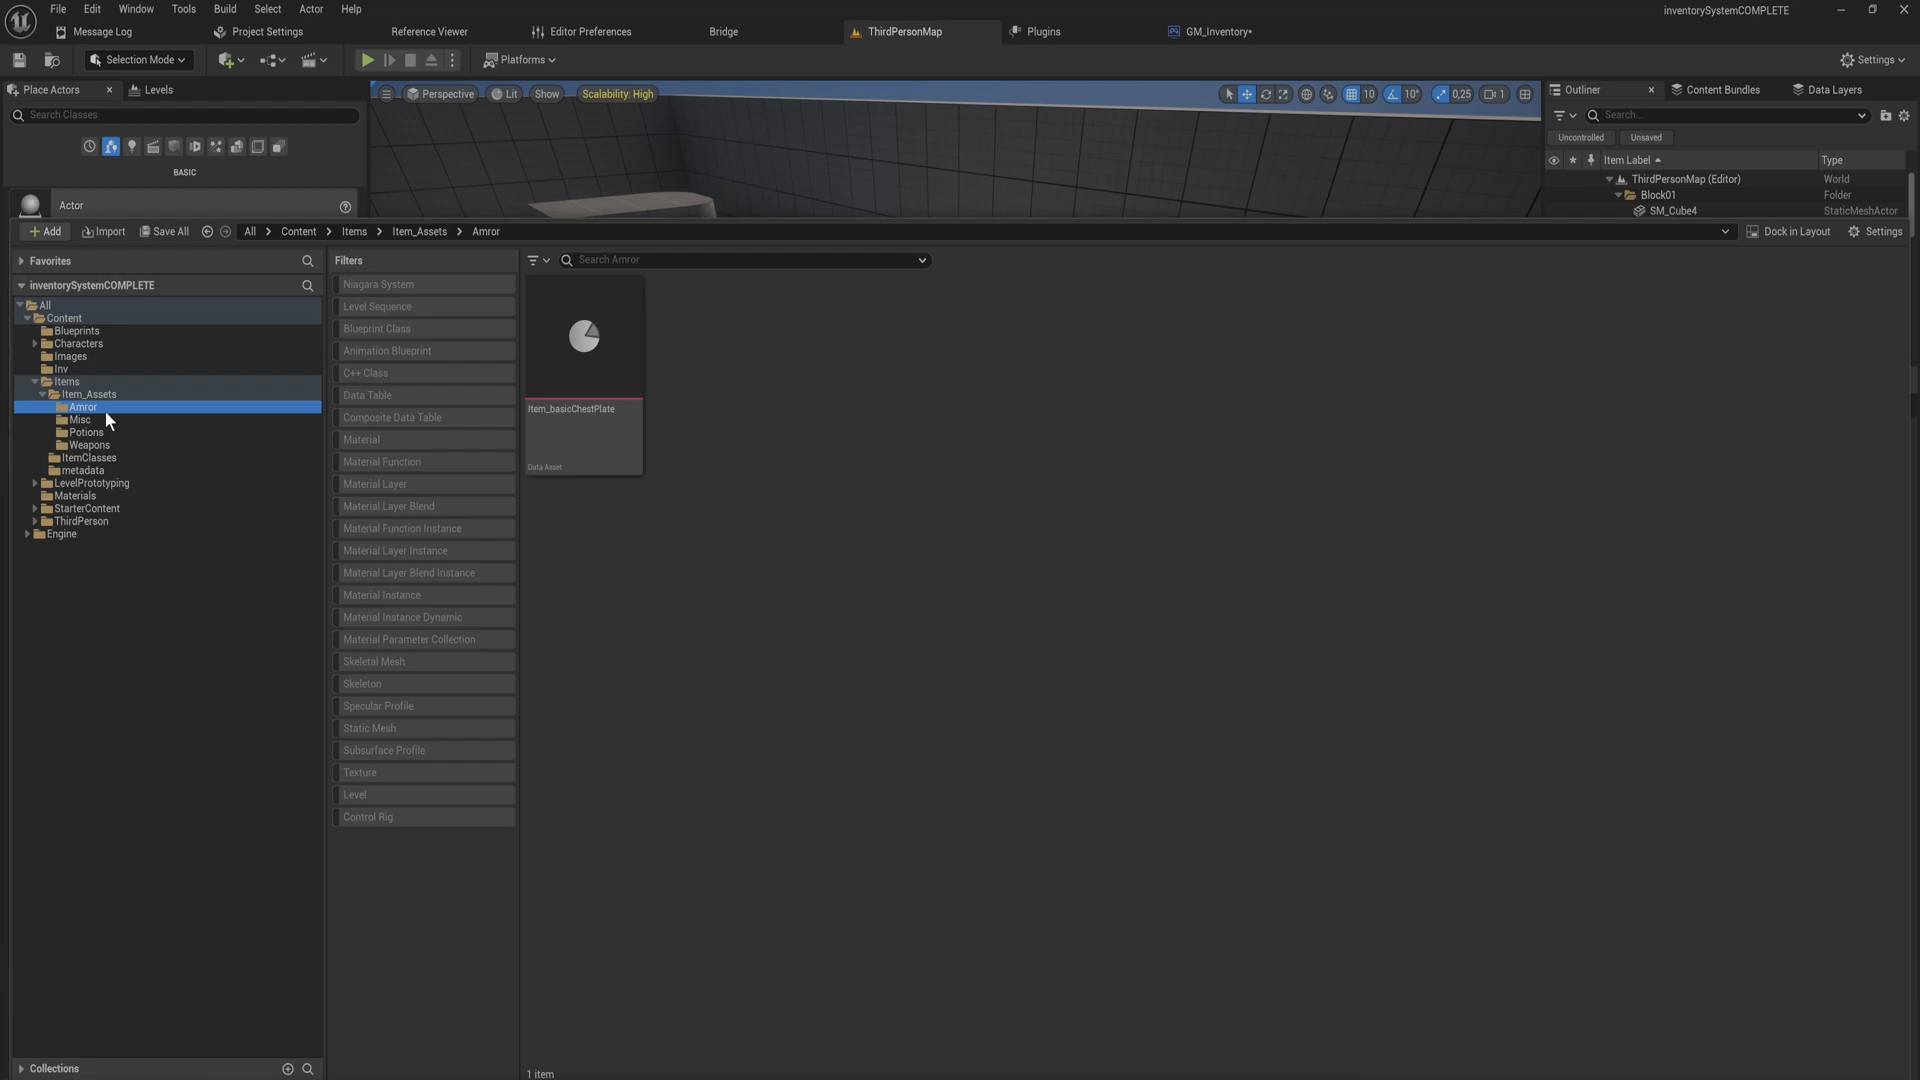 File Edit Window Tools Build Select Actor Help
inventorySystemCOMPLETE
Message Log
Project Settings
Reference Viewer
Editor Preferences
Bridge
ThirdPersonMap
Plugins
GM_Inventory*
Selection Mode
Platforms
Settings
Place Actors
Levels
Perspective
Lit
Show
Scalability: High
10
10°
0,25
1
Outliner
Content Bundles
Data Layers
Search Classes
Search...
Uncontrolled
Unsaved
BASIC
Item Label
Type
ThirdPersonMap (Editor)
World
Block01
Folder
Actor
SM_Cube4
StaticMeshActor
Add
Import
Save All
All
Content
Items
Item_Assets
Amror
Dock in Layout
Settings
Favorites
inventorySystemCOMPLETE
All
Content
Blueprints
Characters
Images
Inv
Items
Item_Assets
Amror
Misc
Potions
Weapons
ItemClasses
metadata
LevelPrototyping
Materials
StarterContent
ThirdPerson
Engine
Collections
Filters
Niagara System
Level Sequence
Blueprint Class
Animation Blueprint
C++ Class
Data Table
Composite Data Table
Material
Material Function
Material Layer
Material Layer Blend
Material Function Instance
Material Layer Instance
Material Layer Blend Instance
Material Instance
Material Instance Dynamic
Material Parameter Collection
Skeletal Mesh
Skeleton
Specular Profile
Static Mesh
Subsurface Profile
Texture
Level
Control Rig
Search Amror
Item_basicChestPlate
Data Asset
1 item